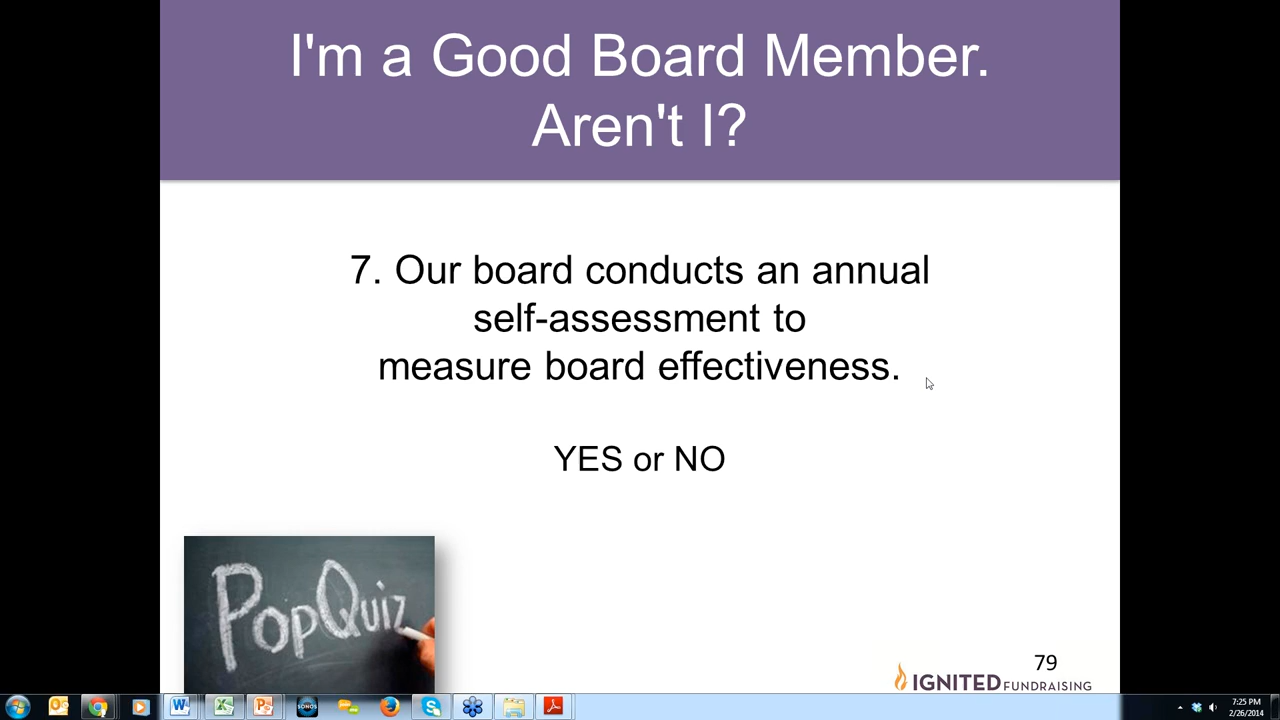 I'm a Good Board Member.
Aren't I?
7. Our board conducts an annual
self-assessment to
measure board effectiveness.
YES or NO
PopQuiz
79
IGNITED FUNDRAISING
SONOS
7:25 PM
2/26/2014